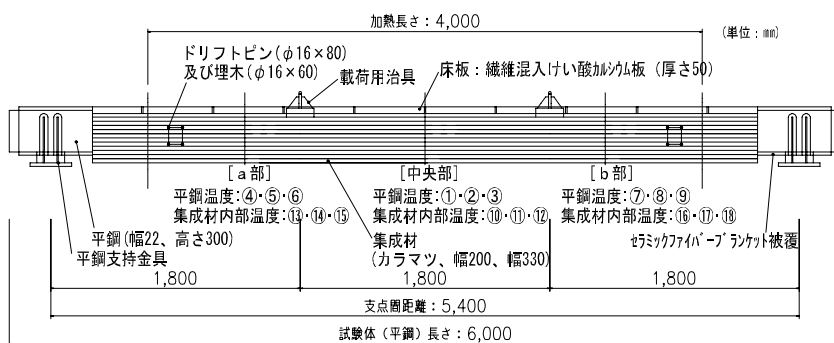 加熱長さ：4,000
(単位：㎜)
ドリフトピン(φ16×80)
及び埋木(φ16×60)
載荷用治具
床板：繊維混入けい酸カルシウム板（厚さ50）
[a部]
[中央部]
[b部]
平鋼温度：④・⑤・⑥
平鋼温度：①・②・③
平鋼温度：⑦・⑧・⑨
集成材内部温度：⑬・⑭・⑮
集成材内部温度：⑩・⑪・⑫
集成材内部温度：⑯・⑰・⑱
平鋼(幅22、高さ300)
平鋼支持金具
集成材
(カラマツ、幅200、幅330)
セラミックファイバーブランケット被覆
1,800
1,800
1,800
支点間距離：5,400
試験体（平鋼）長さ：6,000